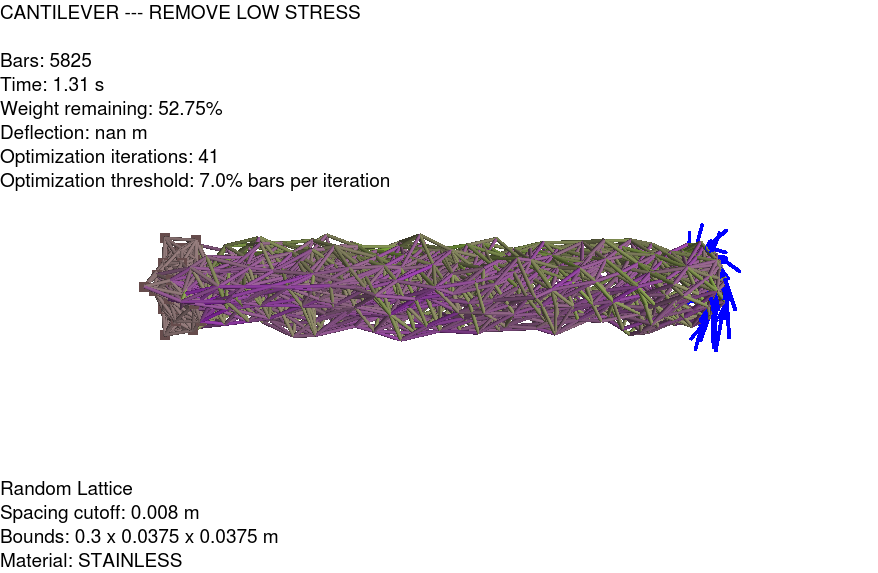 CANTILEVER --- REMOVE LOW STRESS
Bars: 5825
Time: 1.31 s
Weight remaining: 52.75%
Deflection: nan m
Optimization iterations: 41
Optimization threshold: 7.0% bars per iteration
Random Lattice
Spacing cutoff: 0.008 m
Bounds: 0.3 x 0.0375 x 0.0375 m
Material: STAINLESS